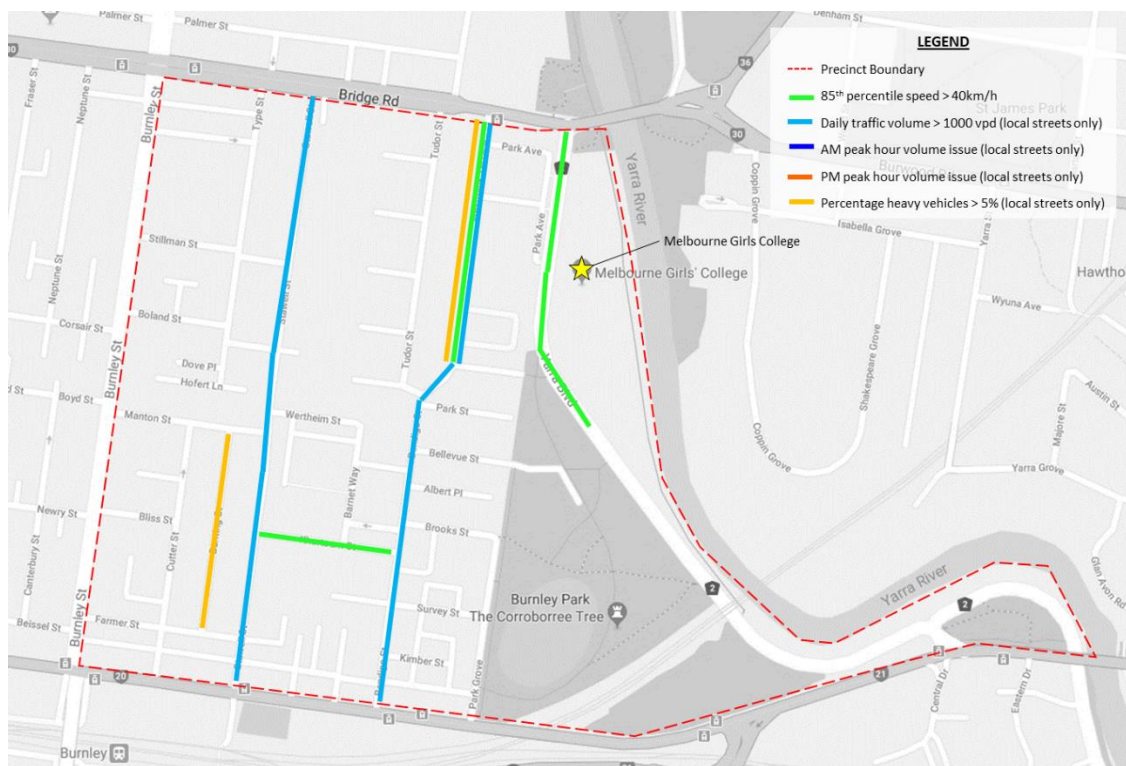 Palmer St
Palmer St
Denham St
LEGEND
Precinct Boundary
85th percentile speed > 40km/h
Daily traffic volume > 1000 vpd (local streets only)
AM peak hour volume issue (local streets only)
PM peak hour volume issue (local streets only)
Percentage heavy vehicles > 5% (local streets only)
St James Park
36
30
Fraser St
Neptune St
Burnley St
Type St
Bridge Rd
Tudor St
Park Ave
Park Ave
Yarra River
Coppin Grove
Isabella Grove
Melbourne Girls College
Melbourne Girls' College
Stillman St
Stawell St
Neptune St
Corsair St
Boland St
Wyuna Ave
Dove Pl
Hofert Ln
Tudor St
Yarra Blvd
Shakespeare Grove
Austin St
Boyd St
Burnley St
Manton St
Wertheim St
Park St
Majore St
Coppin Grove
Bellevue St
Yarra Grove
Barnet Way
Albert Pl
Newry St
Bliss St
Cutter St
Brooks St
Canterbury St
Glan Avon Rd
Burnley Park
The Corroborree Tree
2
Yarra River
2
Survey St
Beissel St
Burnley St
Farmer St
Kimber St
Park Grove
20
21
Central Dr
Eastern Dr
Burnley